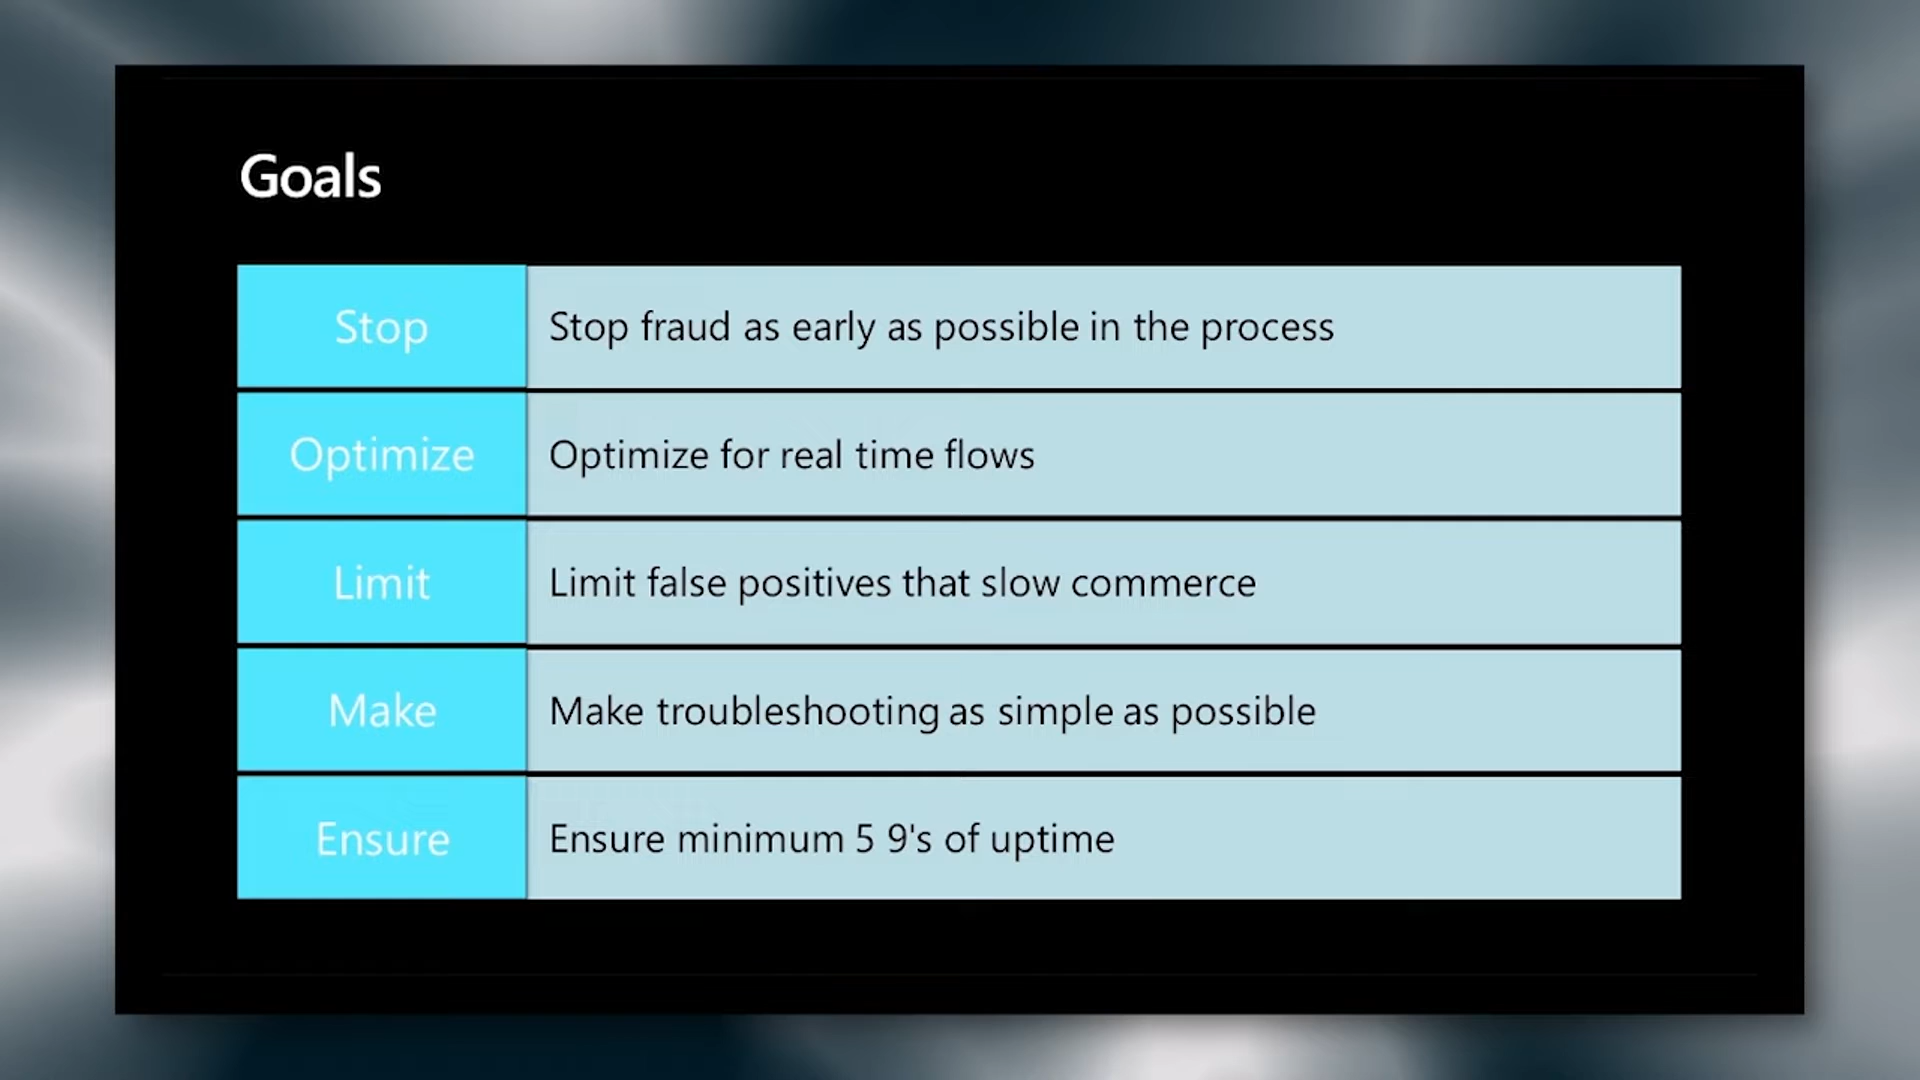 Goals
Stop
Stop fraud as early as possible in the process
Optimize
Optimize for real time flows
Limit
Limit false positives that slow commerce
Make
Make troubleshooting as simple as possible
Ensure
Ensure minimum 5 9's of uptime